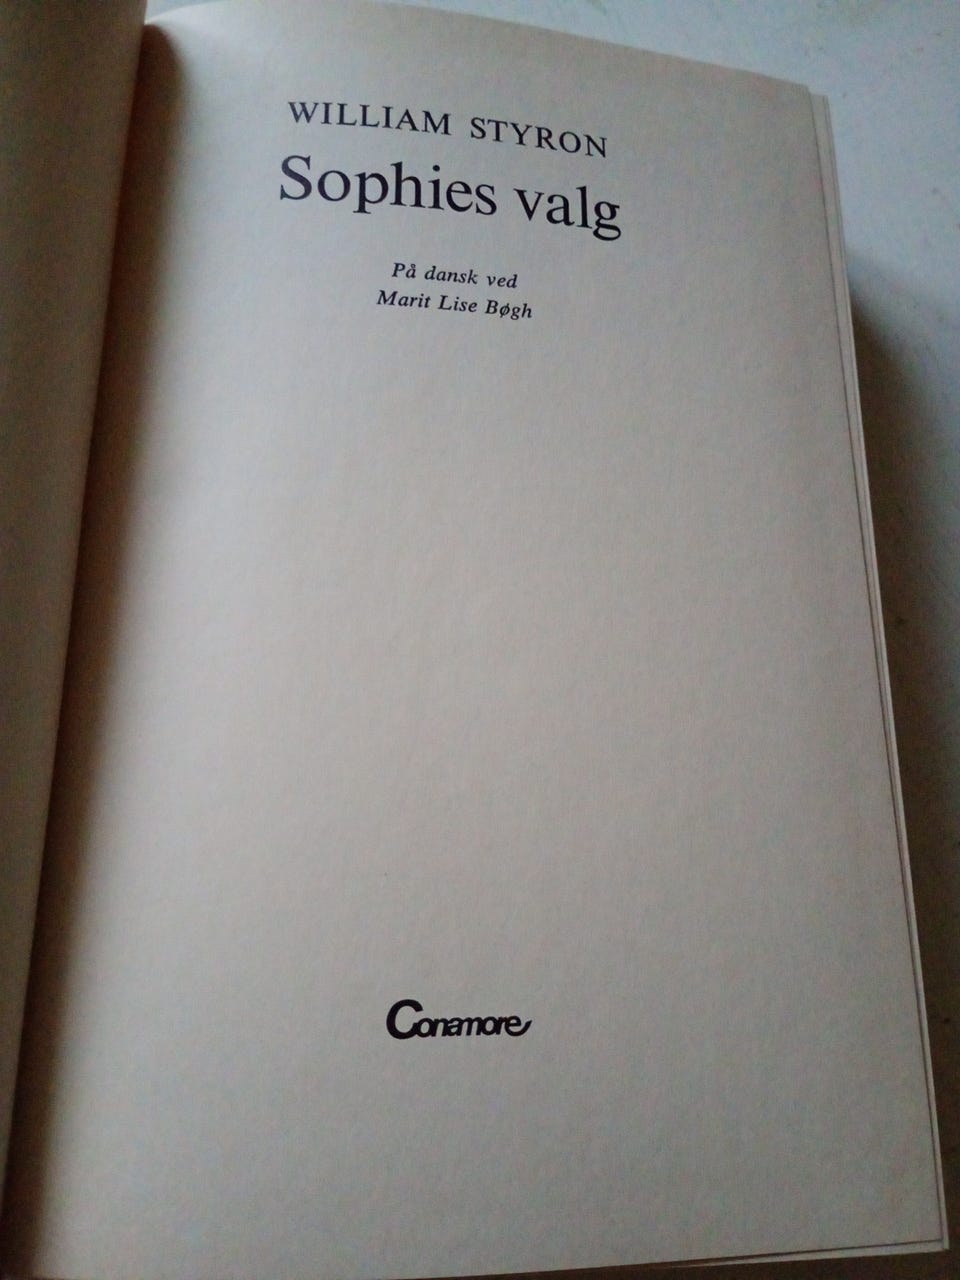 WILLIAM STYRON
Sophies valg
På dansk ved
Marit Lise Bøgh
Conamore